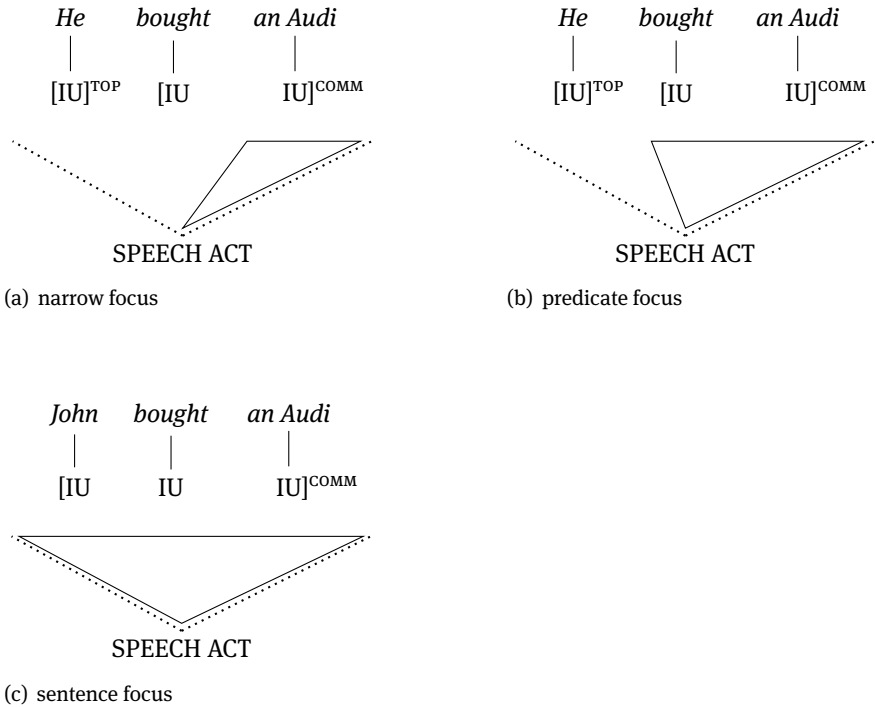 He bought an Audi
[IU]ᵀᴼᴾ [IU IU]ᶜᴼᴹᴹ
SPEECH ACT
(a) narrow focus
He bought an Audi
[IU]ᵀᴼᴾ [IU IU]ᶜᴼᴹᴹ
SPEECH ACT
(b) predicate focus
John bought an Audi
[IU IU IU]ᶜᴼᴹᴹ
SPEECH ACT
(c) sentence focus